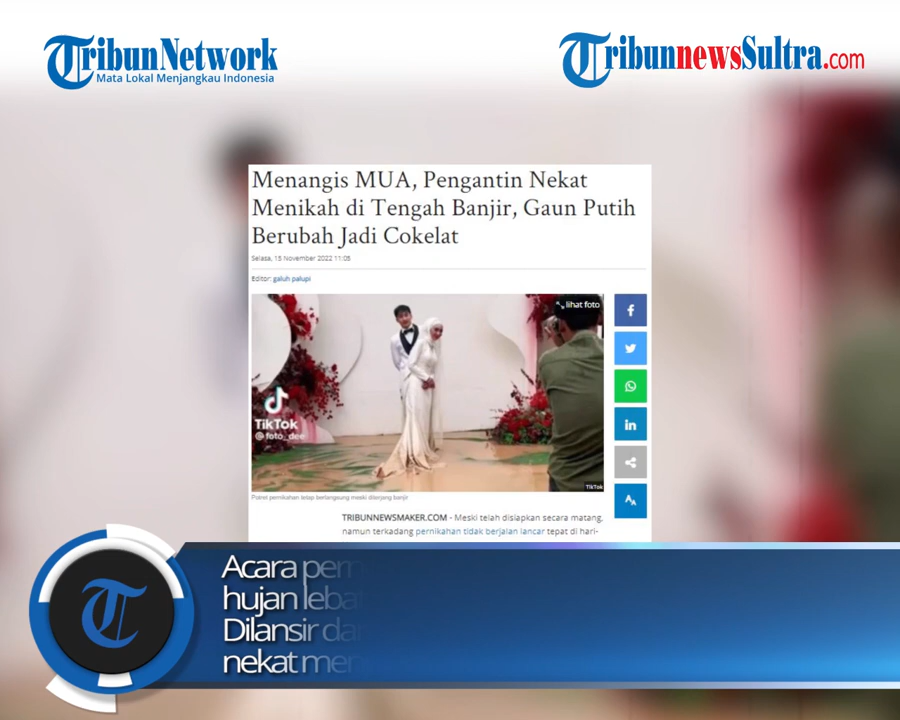 TribunNetwork
Mata Lokal Menjangkau Indonesia
TribunnewsSultra.com
Menangis MUA, Pengantin Nekat
Menikah di Tengah Banjir, Gaun Putih
Berubah Jadi Cokelat
Selasa, 15 November 2022 11:05
Editor: galuh palupi
lihat foto
TikTok
@foto_dee
TikTok
Potret pernikahan tetap berlangsung meski diterjang banjir
TRIBUNNEWSMAKER.COM - Meski telah disiapkan secara matang,
namun terkadang pernikahan tidak berjalan lancar tepat di hari-
Acara pern
hujan lebat
Dilansir dar
nekat men